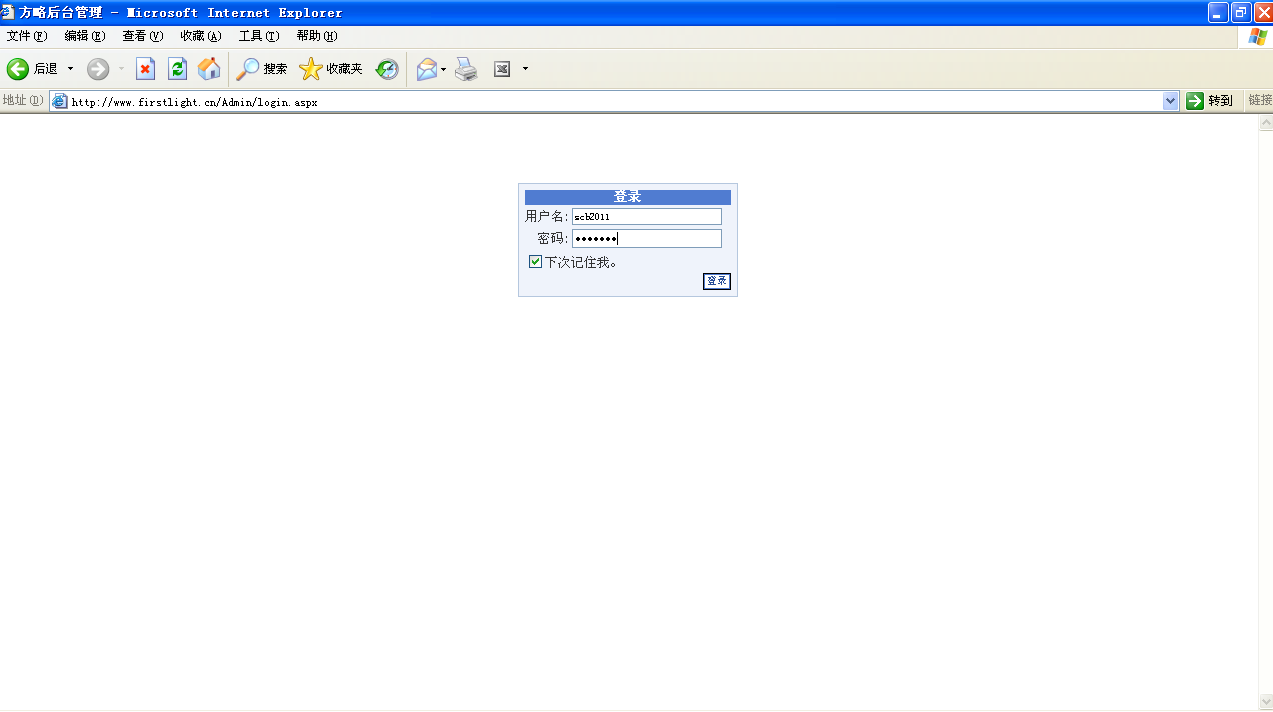 方略后台管理 - Microsoft Internet Explorer
文件(F) 编辑(E) 查看(V) 收藏(A) 工具(T) 帮助(H)
后退 搜索 收藏夹
地址(D) http://www.firstlight.cn/Admin/login.aspx 转到 链接
登录
用户名: scb2011
密码: •••••••
下次记住我。
登录